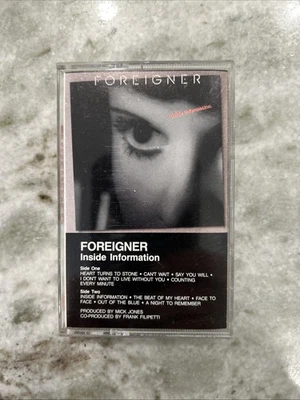 FOREIGNER
Inside Information
FOREIGNER
Inside Information
Side One
HEART TURNS TO STONE • CAN'T WAIT • SAY YOU WILL •
I DON'T WANT TO LIVE WITHOUT YOU • COUNTING
EVERY MINUTE
Side Two
INSIDE INFORMATION • THE BEAT OF MY HEART • FACE TO
FACE • OUT OF THE BLUE • A NIGHT TO REMEMBER
PRODUCED BY MICK JONES
CO-PRODUCED BY FRANK FILIPETTI